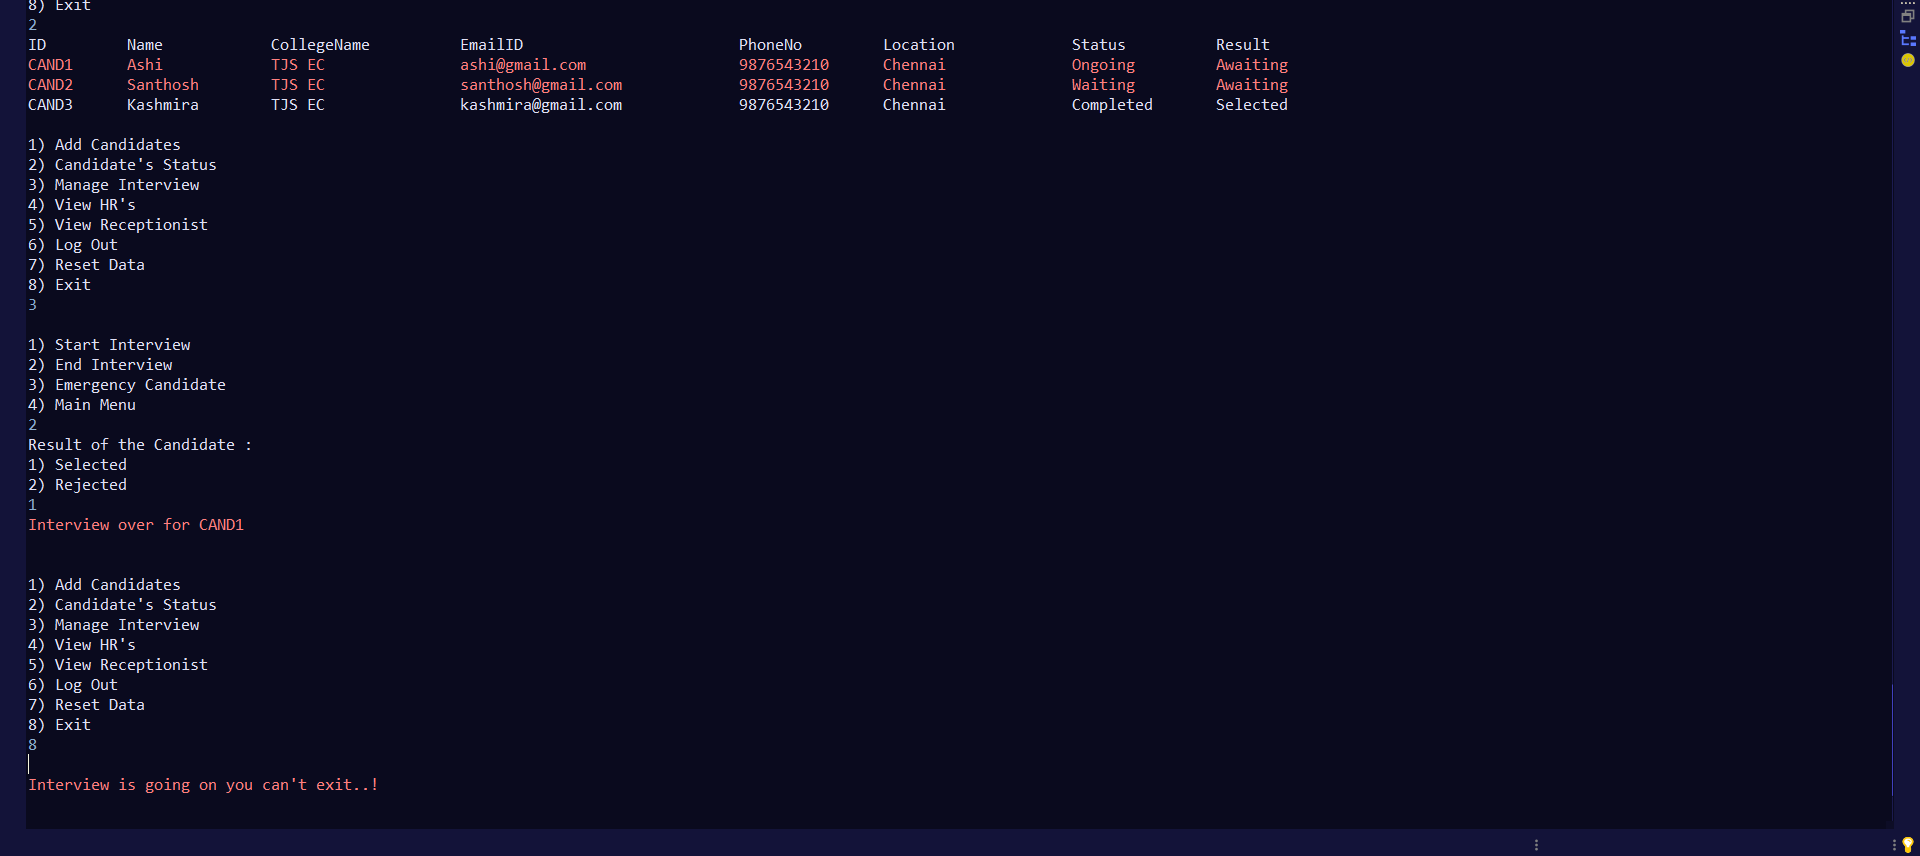 8) Exit
2
ID Name CollegeName EmailID PhoneNo Location Status Result
CAND1 Ashi TJS EC ashi@gmail.com 9876543210 Chennai Ongoing Awaiting
CAND2 Santhosh TJS EC santhosh@gmail.com 9876543210 Chennai Waiting Awaiting
CAND3 Kashmira TJS EC kashmira@gmail.com 9876543210 Chennai Completed Selected
1) Add Candidates
2) Candidate's Status
3) Manage Interview
4) View HR's
5) View Receptionist
6) Log Out
7) Reset Data
8) Exit
3
1) Start Interview
2) End Interview
3) Emergency Candidate
4) Main Menu
2
Result of the Candidate :
1) Selected
2) Rejected
1
Interview over for CAND1
1) Add Candidates
2) Candidate's Status
3) Manage Interview
4) View HR's
5) View Receptionist
6) Log Out
7) Reset Data
8) Exit
8
Interview is going on you can't exit..!